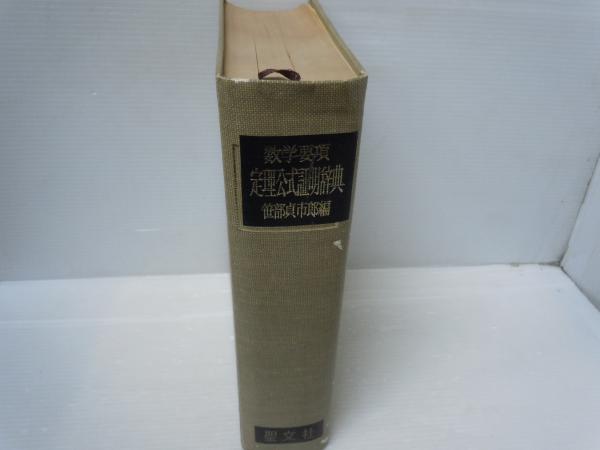 数学要項
定理公式証明辞典
笹部貞市郎編
聖文社